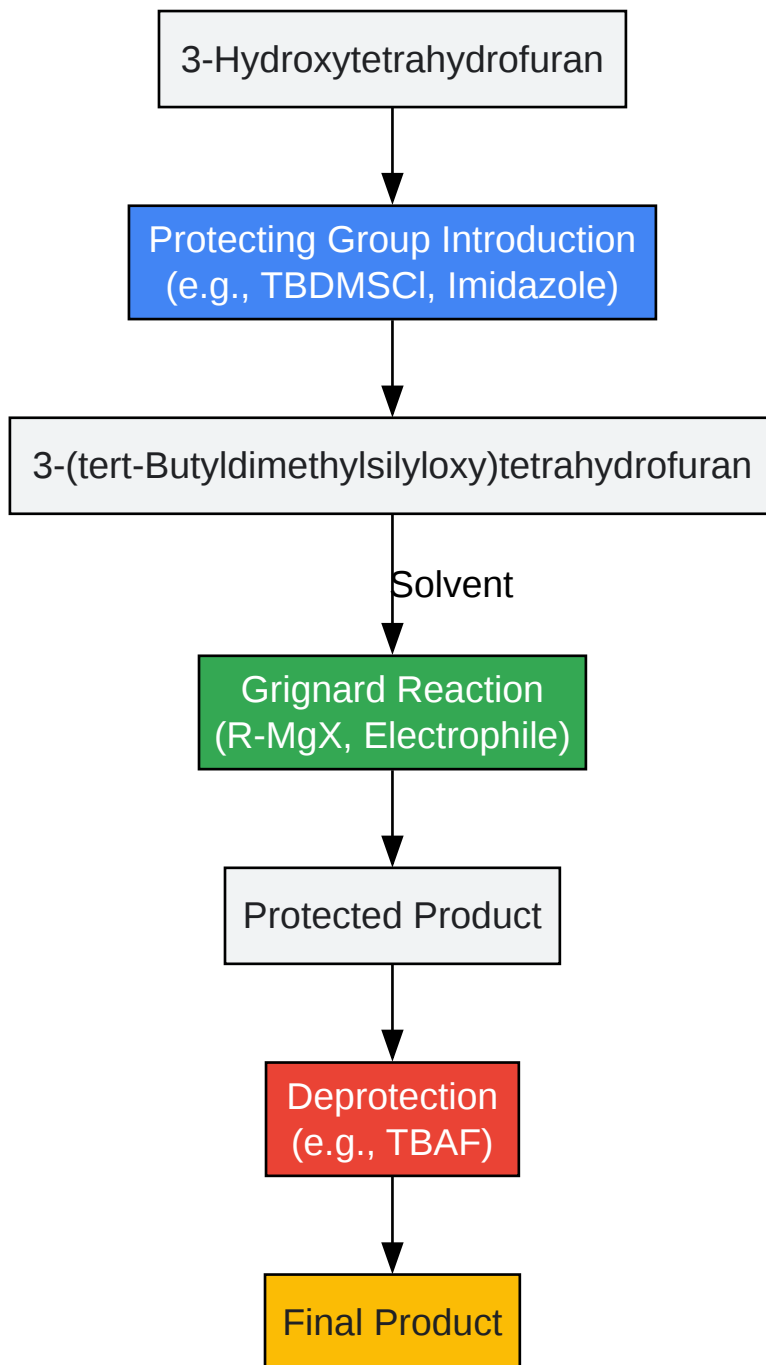 3-Hydroxytetrahydrofuran
Protecting Group Introduction
(e.g., TBDMSCl, Imidazole)
3-(tert-Butyldimethylsilyloxy)tetrahydrofuran
Solvent
Grignard Reaction
(R-MgX, Electrophile)
Protected Product
Deprotection
(e.g., TBAF)
Final Product